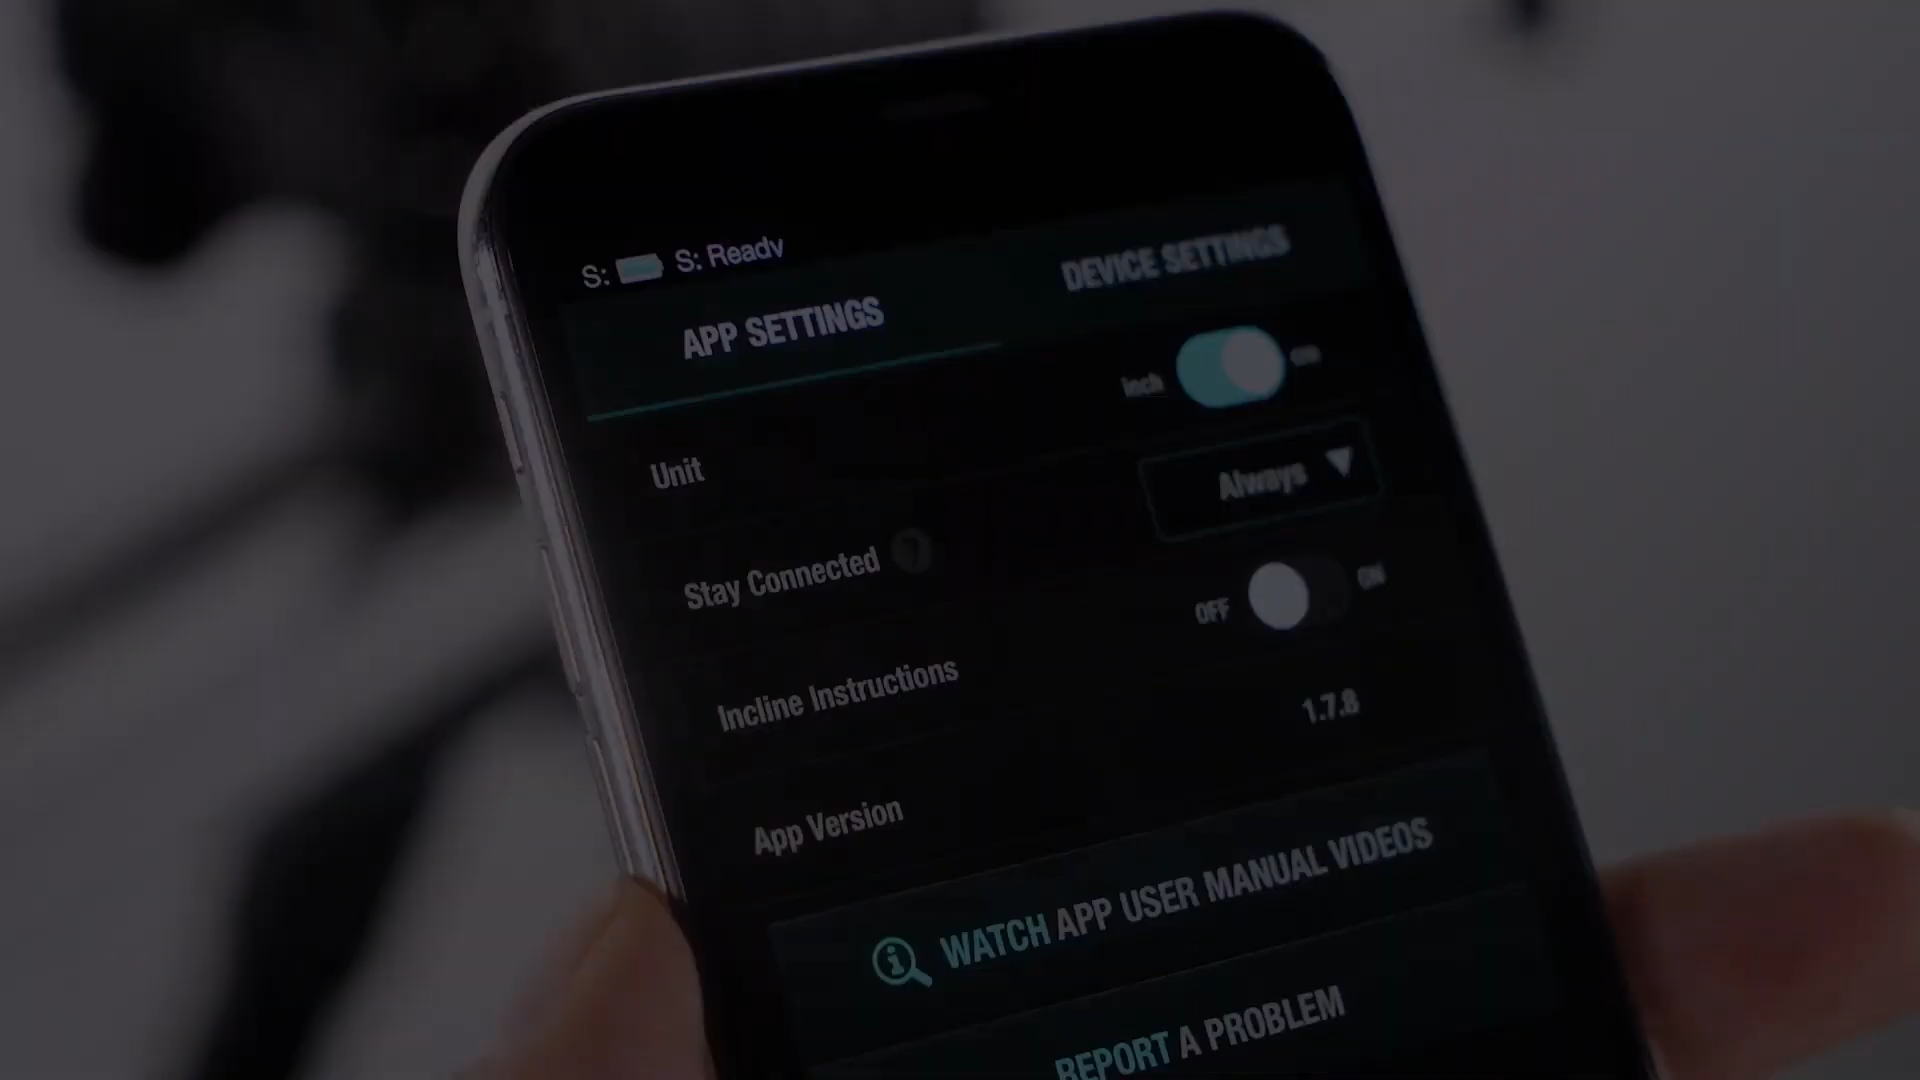 S: S: Ready
APP SETTINGS
DEVICE SETTINGS
Unit
Inch
Stay Connected
Always
Incline Instructions
OFF ON
App Version
1.7.8
WATCH APP USER MANUAL VIDEOS
REPORT A PROBLEM